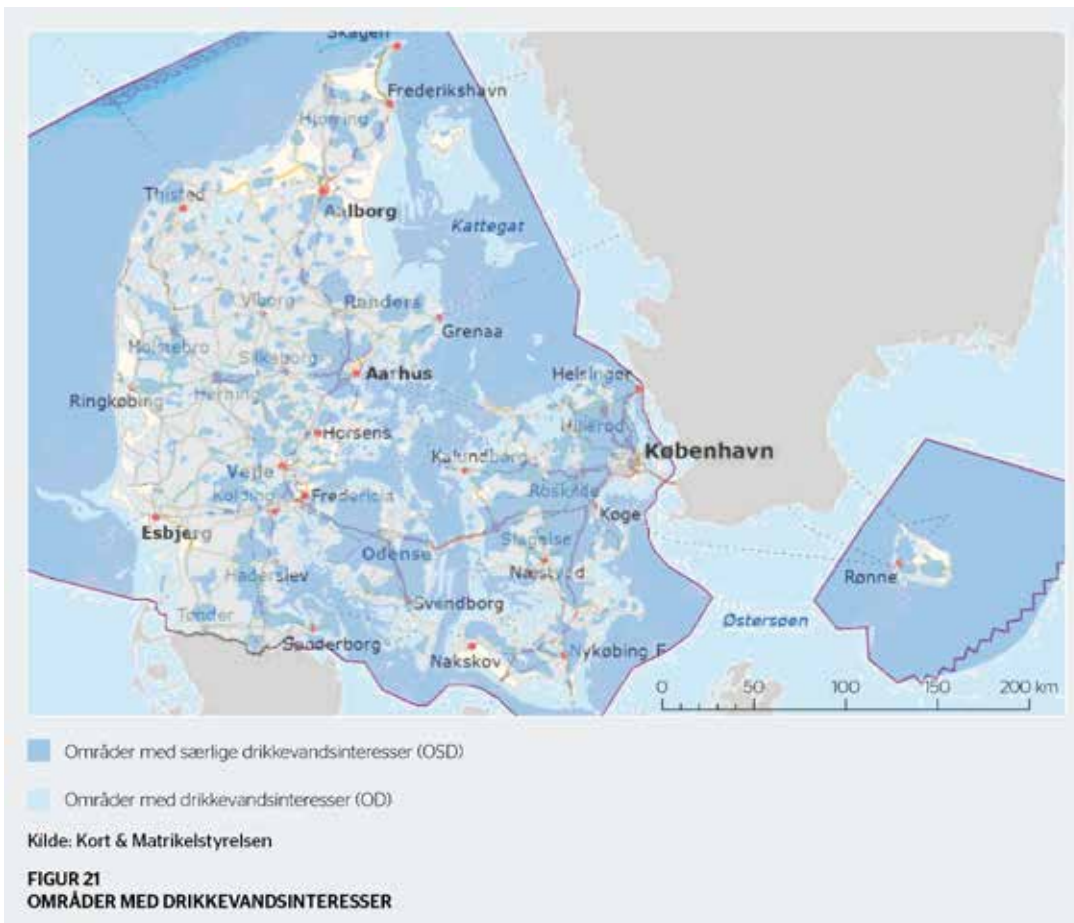 Skagen
Frederikshavn
Hjørring
Thisted
Aalborg
Kattegat
Viborg
Randers
Grenaa
Holstebro
Silkeborg
Aarhus
Helsingør
Herning
Ringkøbing
Hillerød
Horsens
København
Kalundborg
Vejle
Roskilde
Kolding
Fredericia
Køge
Esbjerg
Odense
Slagelse
Næstved
Rønne
Haderslev
Svendborg
Tønder
Østersøen
Sønderborg
Nakskov
Nykøbing F
0 50 100 150 200 km
Områder med særlige drikkevandsinteresser (OSD)
Områder med drikkevandsinteresser (OD)
Kilde: Kort & Matrikelstyrelsen
FIGUR 21
OMRÅDER MED DRIKKEVANDSINTERESSER